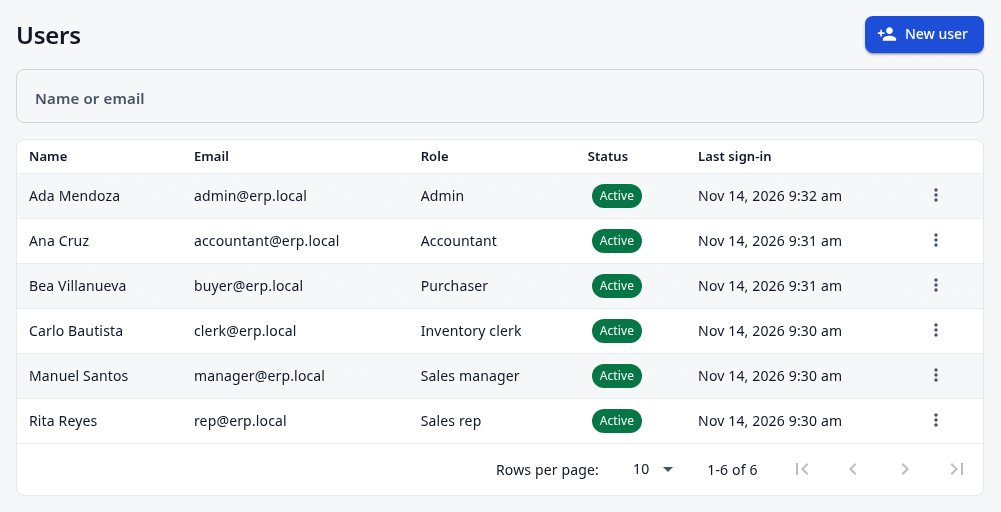 Users
New user
Name or email
Name Email Role Status Last sign-in
Ada Mendoza admin@erp.local Admin Active Nov 14, 2026 9:32 am
Ana Cruz accountant@erp.local Accountant Active Nov 14, 2026 9:31 am
Bea Villanueva buyer@erp.local Purchaser Active Nov 14, 2026 9:31 am
Carlo Bautista clerk@erp.local Inventory clerk Active Nov 14, 2026 9:30 am
Manuel Santos manager@erp.local Sales manager Active Nov 14, 2026 9:30 am
Rita Reyes rep@erp.local Sales rep Active Nov 14, 2026 9:30 am
Rows per page: 10 1-6 of 6